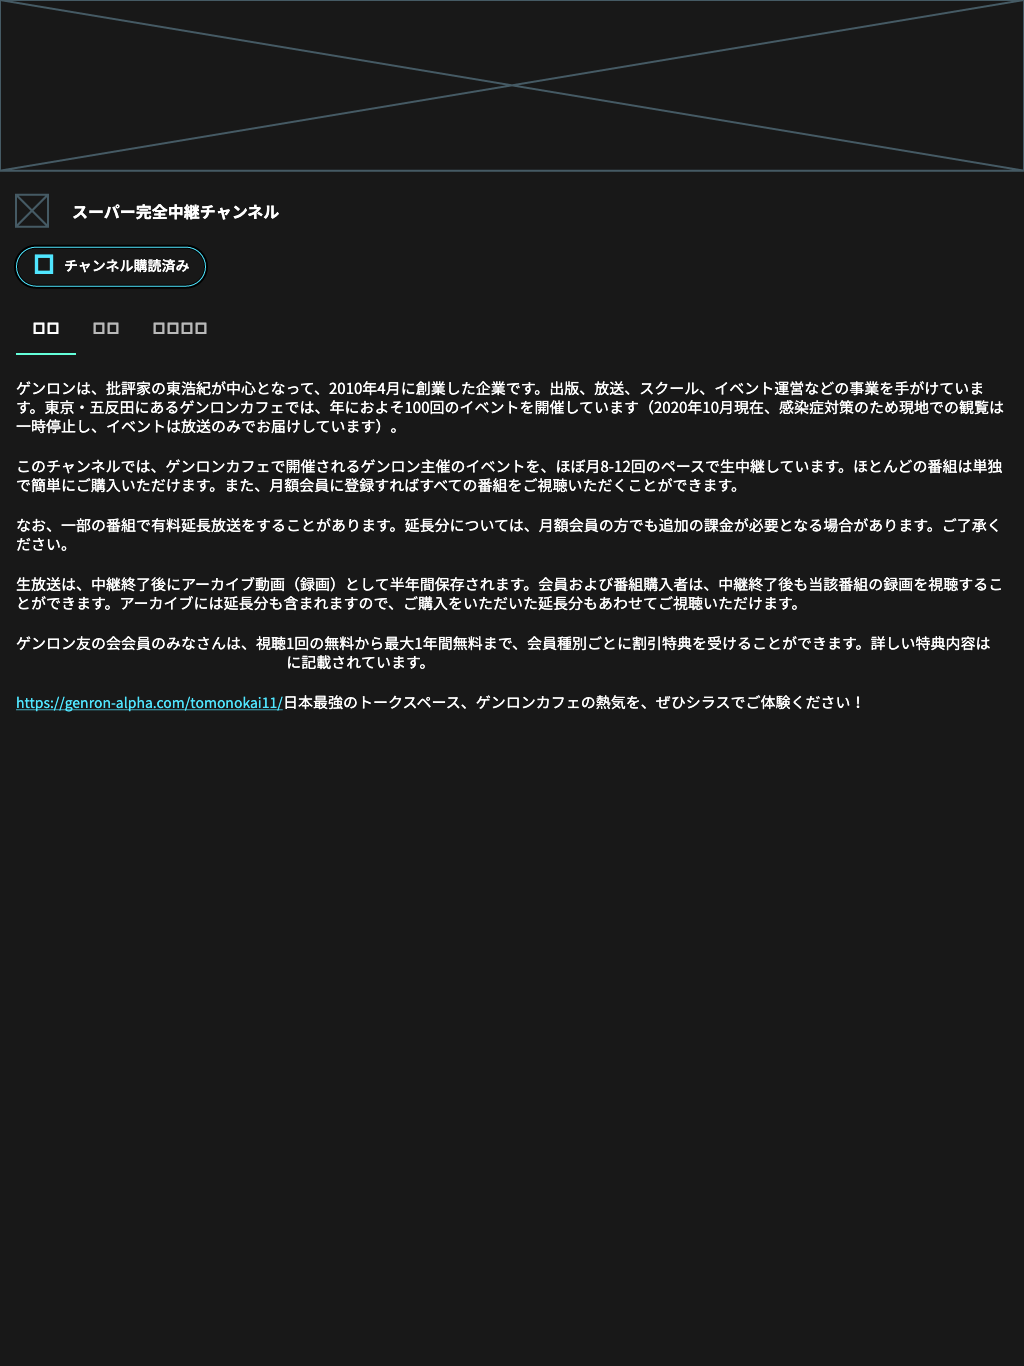 スーパー完全中継チャンネル
チャンネル購読済み
ゲンロンは、批評家の東浩紀が中心となって、2010年4月に創業した企業です。出版、放送、スクール、イベント運営などの事業を手がけていま
す。東京・五反田にあるゲンロンカフェでは、年におよそ100回のイベントを開催しています（2020年10月現在、感染症対策のため現地での観覧は
一時停止し、イベントは放送のみでお届けしています）。
このチャンネルでは、ゲンロンカフェで開催されるゲンロン主催のイベントを、ほぼ月8-12回のペースで生中継しています。ほとんどの番組は単独
で簡単にご購入いただけます。また、月額会員に登録すればすべての番組をご視聴いただくことができます。
なお、一部の番組で有料延長放送をすることがあります。延長分については、月額会員の方でも追加の課金が必要となる場合があります。ご了承く
ださい。
生放送は、中継終了後にアーカイブ動画（録画）として半年間保存されます。会員および番組購入者は、中継終了後も当該番組の録画を視聴するこ
とができます。アーカイブには延長分も含まれますので、ご購入をいただいた延長分もあわせてご視聴いただけます。
ゲンロン友の会会員のみなさんは、視聴1回の無料から最大1年間無料まで、会員種別ごとに割引特典を受けることができます。詳しい特典内容は
に記載されています。
https://genron-alpha.com/tomonokai11/日本最強のトークスペース、ゲンロンカフェの熱気を、ぜひシラスでご体験ください！